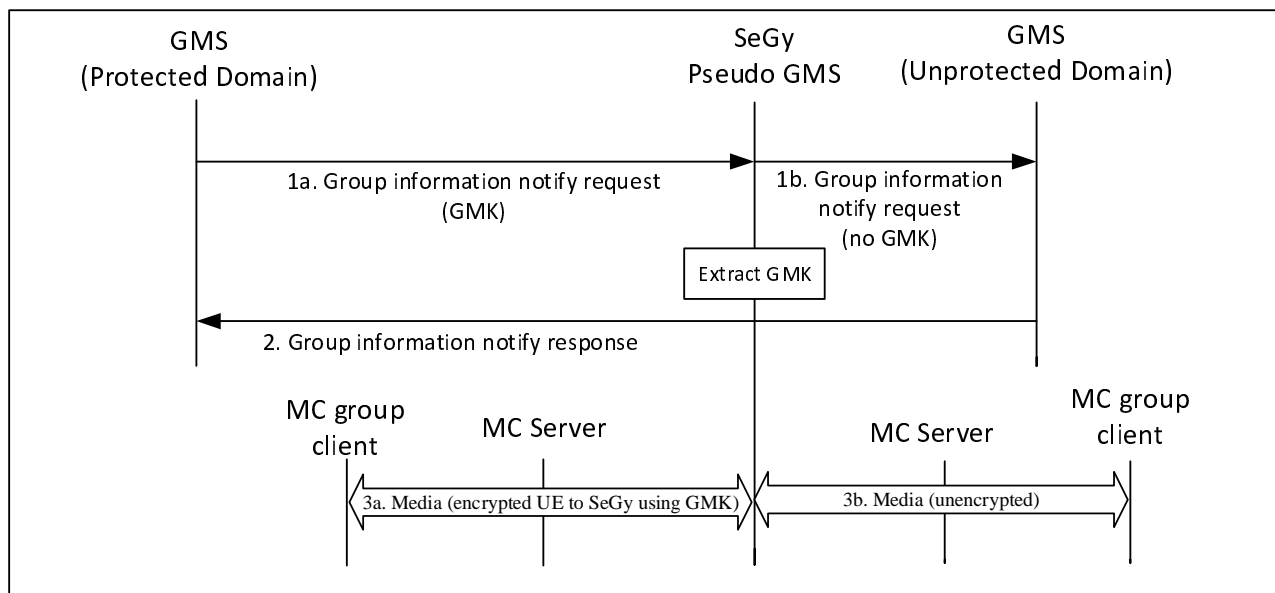 GMS
(Protected Domain)
SeGy
Pseudo GMS
GMS
(Unprotected Domain)
1a. Group information notify request
(GMK)
1b. Group information
notify request
(no GMK)
Extract GMK
2. Group information notify response
MC group
client
MC Server
MC Server
MC group
client
3a. Media (encrypted UE to SeGy using GMK)
3b. Media (unencrypted)